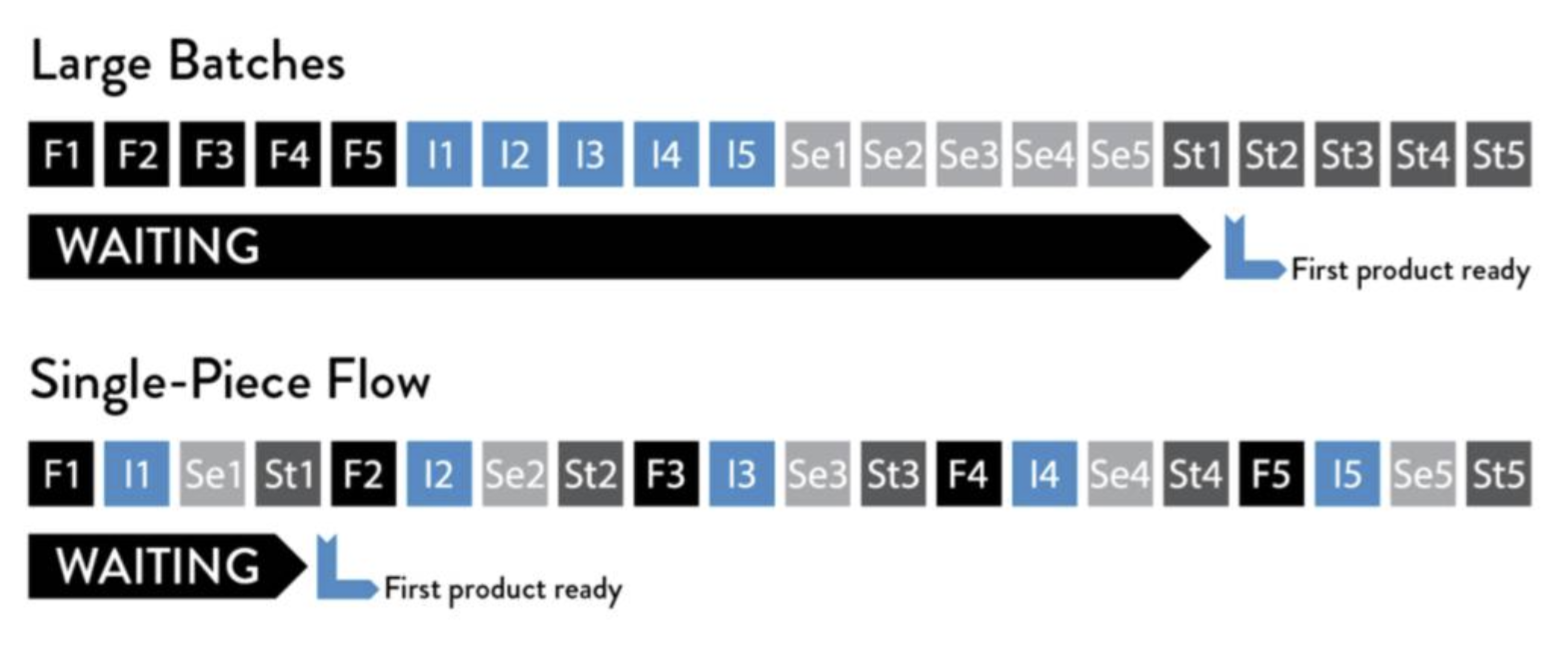 Large Batches
F1 F2 F3 F4 F5 I1 I2 I3 I4 I5 Se1 Se2 Se3 Se4 Se5 St1 St2 St3 St4 St5
WAITING
First product ready
Single-Piece Flow
F1 I1 Se1 St1 F2 I2 Se2 St2 F3 I3 Se3 St3 F4 I4 Se4 St4 F5 I5 Se5 St5
WAITING
First product ready